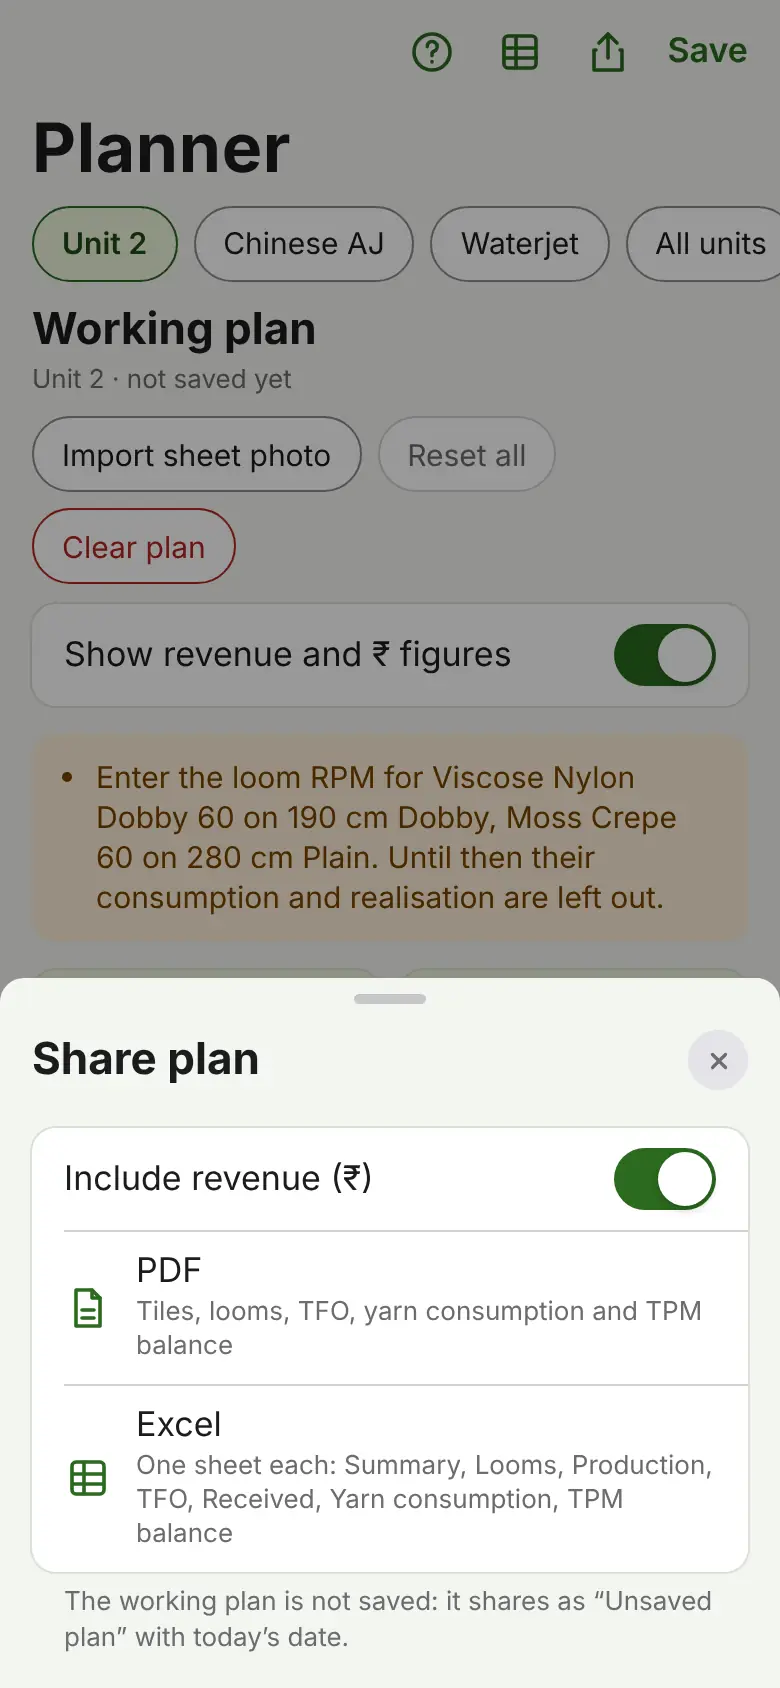 Save
Planner
Unit 2
Chinese AJ
Waterjet
All units
Working plan
Unit 2 · not saved yet
Import sheet photo
Reset all
Clear plan
Show revenue and ₹ figures
• Enter the loom RPM for Viscose Nylon
Dobby 60 on 190 cm Dobby, Moss Crepe
60 on 280 cm Plain. Until then their
consumption and realisation are left out.
Share plan
Include revenue (₹)
PDF
Tiles, looms, TFO, yarn consumption and TPM
balance
Excel
One sheet each: Summary, Looms, Production,
TFO, Received, Yarn consumption, TPM
balance
The working plan is not saved: it shares as “Unsaved
plan” with today’s date.